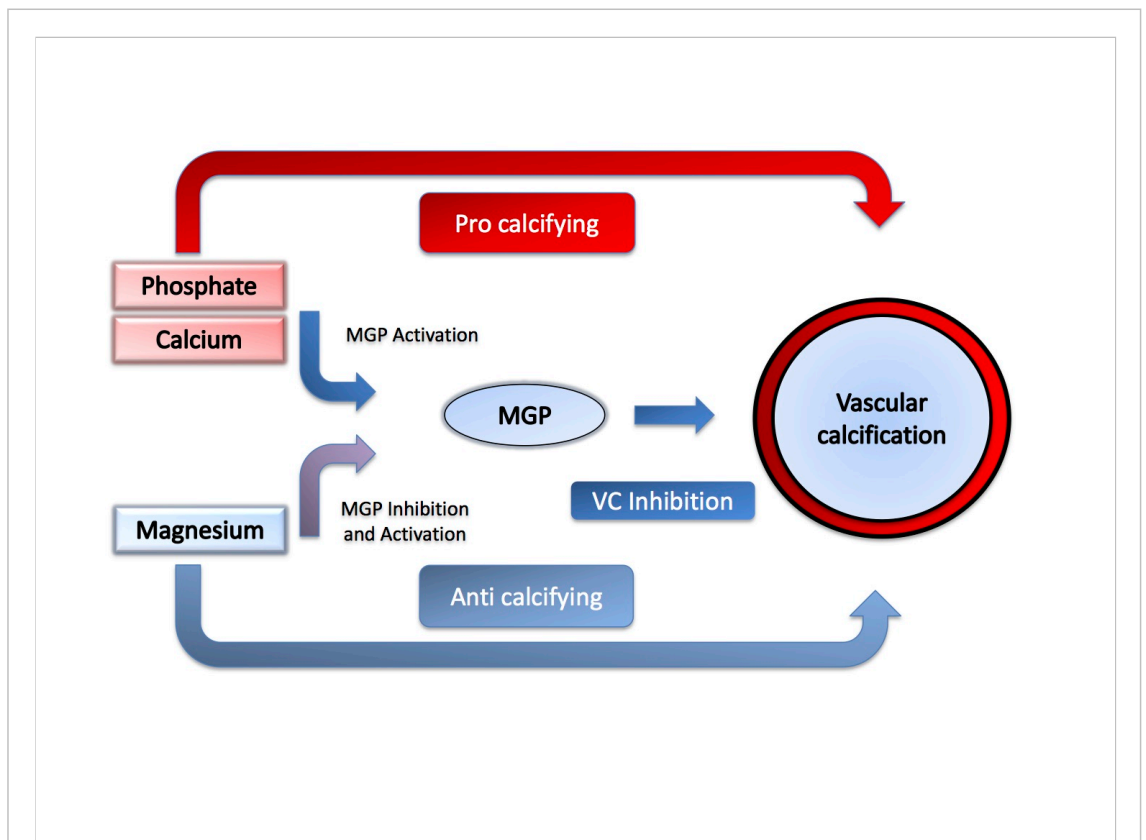 Pro calcifying
Phosphate
Calcium
MGP Activation
MGP
Vascular
calcification
VC Inhibition
Magnesium
MGP Inhibition
and Activation
Anti calcifying